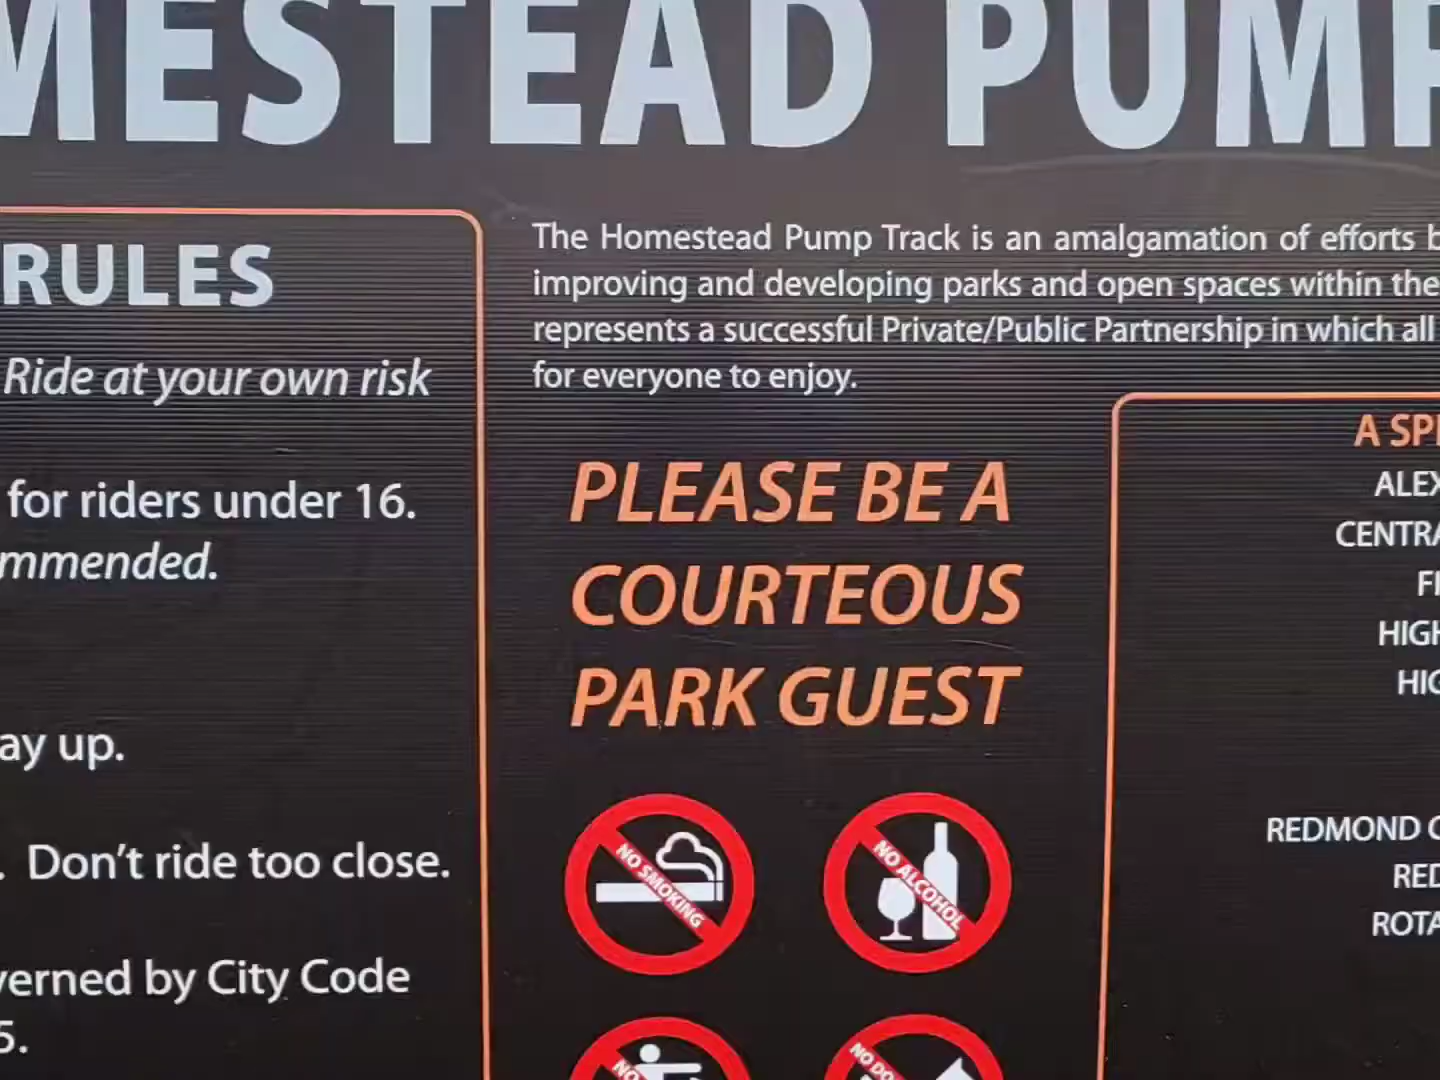 MESTEAD PUMP
RULES
Ride at your own risk
for riders under 16.
mmended.
ay up.
. Don't ride too close.
verned by City Code
5.
The Homestead Pump Track is an amalgamation of efforts b
improving and developing parks and open spaces within the
represents a successful Private/Public Partnership in which all
for everyone to enjoy.
PLEASE BE A
COURTEOUS
PARK GUEST
NO SMOKING
NO ALCOHOL
NO
NO DO
A SPE
ALEX
CENTRA
FI
HIGH
HIG
REDMOND
RED
ROTA